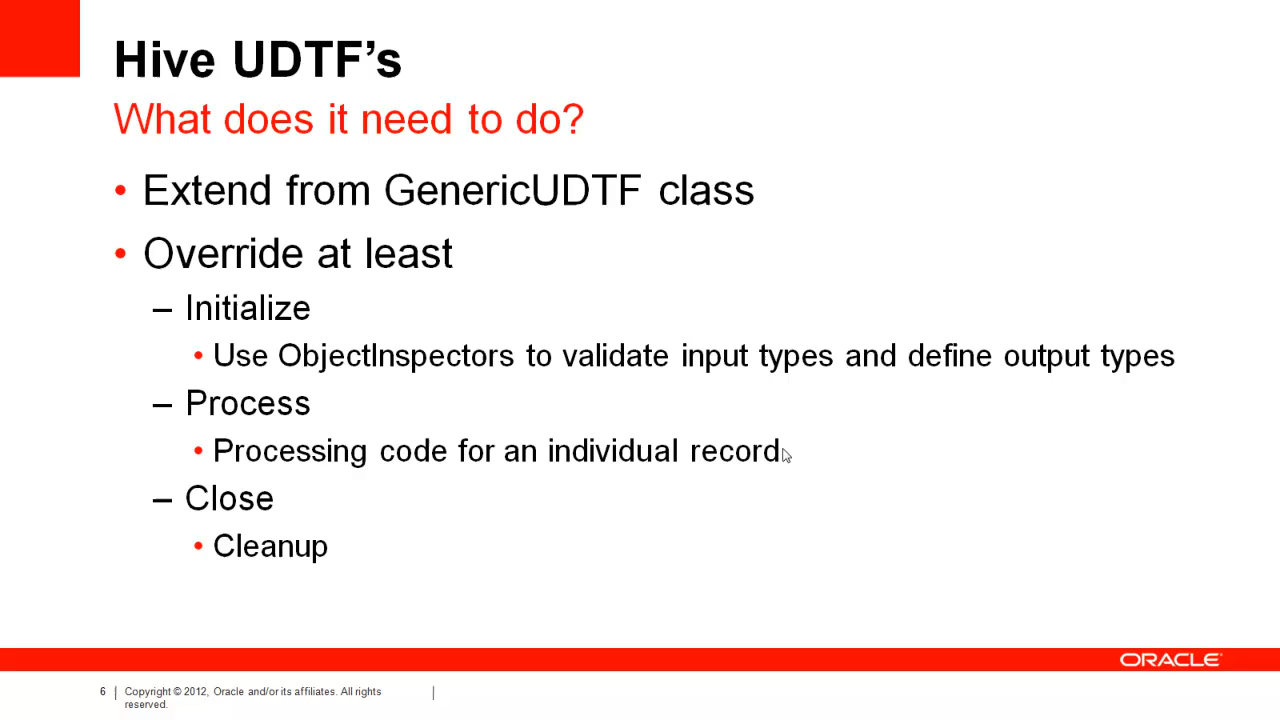 Hive UDTF’s
What does it need to do?
• Extend from GenericUDTF class
• Override at least
– Initialize
• Use ObjectInspectors to validate input types and define output types
– Process
• Processing code for an individual record
– Close
• Cleanup
ORACLE®
6 | Copyright © 2012, Oracle and/or its affiliates. All rights |
reserved.